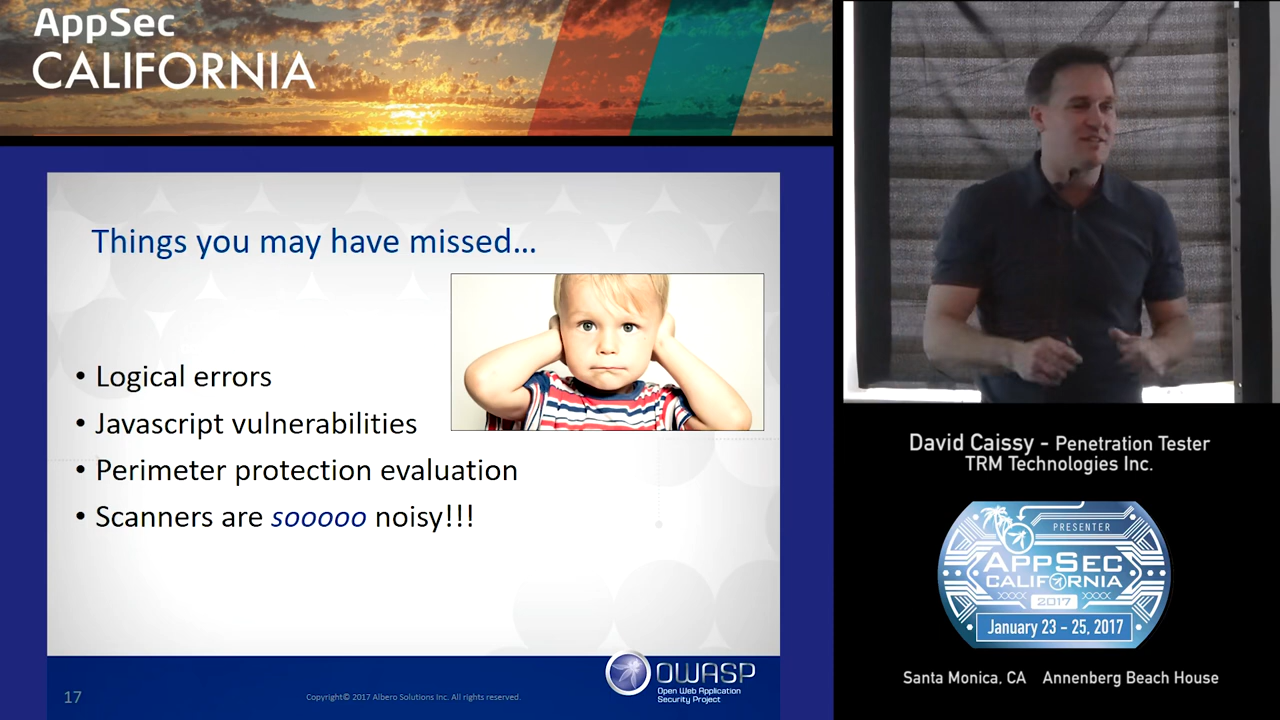 AppSec
CALIFORNIA
Things you may have missed...
• Logical errors
• Javascript vulnerabilities
• Perimeter protection evaluation
• Scanners are sooooo noisy!!!
17
Copyright© 2017 Albero Solutions Inc. All rights reserved.
OWASP
Open Web Application
Security Project
David Caissy - Penetration Tester
TRM Technologies Inc.
PRESENTER
APPSEC
CALIFORNIA
2017
January 23 - 25, 2017
Santa Monica, CA Annenberg Beach House